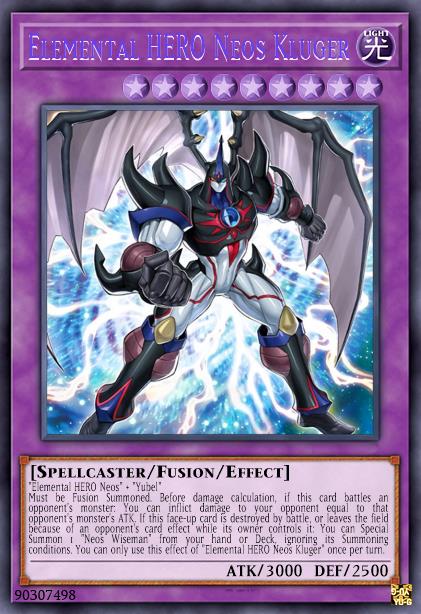 Elemental HERO Neos Kluger
LIGHT
光
[Spellcaster/Fusion/Effect]
"Elemental HERO Neos" + "Yubel"
Must be Fusion Summoned. Before damage calculation, if this card battles an
opponent's monster: You can inflict damage to your opponent equal to that
opponent's monster's ATK. If this face-up card is destroyed by battle, or leaves the field
because of an opponent's card effect while its owner controls it: You can Special
Summon 1 "Neos Wiseman" from your hand or Deck, ignoring its Summoning
conditions. You can only use this effect of "Elemental HERO Neos Kluger" once per turn.
ATK/3000 DEF/2500
90307498